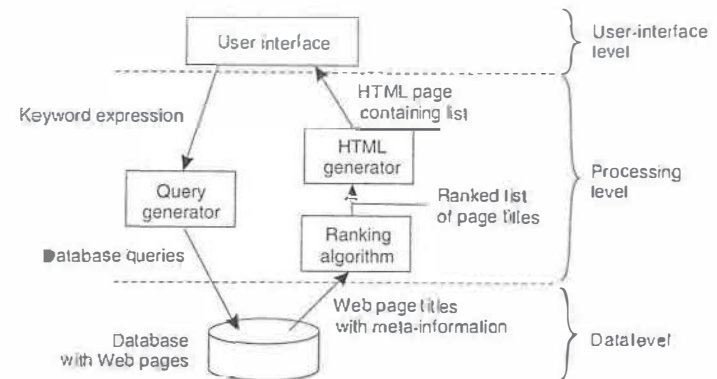 User interface
User-interface
level
Keyword expression
HTML page
containing list
HTML
generator
Processing
level
Query
generator
Ranked list
of page titles
Ranking
algorithm
Database queries
Web page titles
with meta-information
Database
with Web pages
Data level